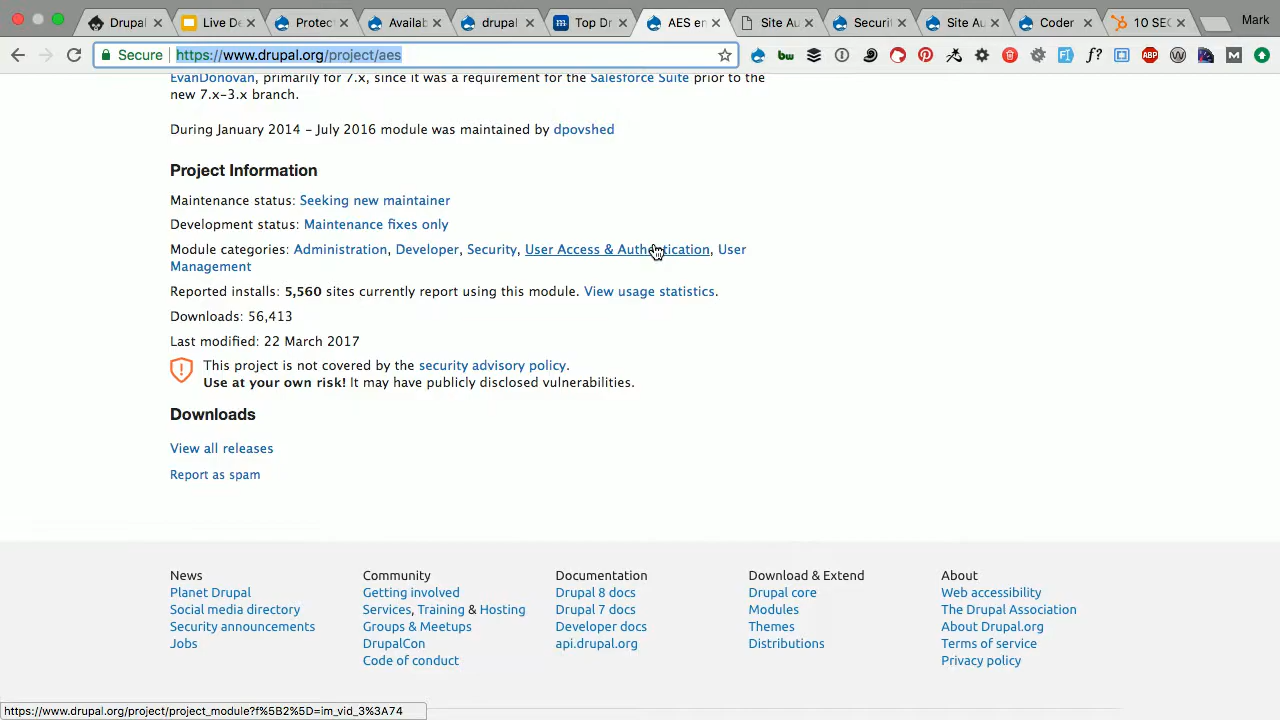 Drupal
Live De
Protec
Availab
drupal
Top Dr
AES en
Site Au
Securi
Site Au
Coder
10 SEC
Mark
Secure
https://www.drupal.org/project/aes
EvanDonovan, primarily for 7.x, since it was a requirement for the Salesforce Suite prior to the
new 7.x-3.x branch.
During January 2014 – July 2016 module was maintained by dpovshed
Project Information
Maintenance status: Seeking new maintainer
Development status: Maintenance fixes only
Module categories: Administration, Developer, Security, User Access & Authentication, User
Management
Reported installs: 5,560 sites currently report using this module. View usage statistics.
Downloads: 56,413
Last modified: 22 March 2017
This project is not covered by the security advisory policy.
Use at your own risk! It may have publicly disclosed vulnerabilities.
Downloads
View all releases
Report as spam
News
Planet Drupal
Social media directory
Security announcements
Jobs
Community
Getting involved
Services, Training & Hosting
Groups & Meetups
DrupalCon
Code of conduct
Documentation
Drupal 8 docs
Drupal 7 docs
Developer docs
api.drupal.org
Download & Extend
Drupal core
Modules
Themes
Distributions
About
Web accessibility
The Drupal Association
About Drupal.org
Terms of service
Privacy policy
https://www.drupal.org/project/project_module?f%5B2%5D=im_vid_3%3A74